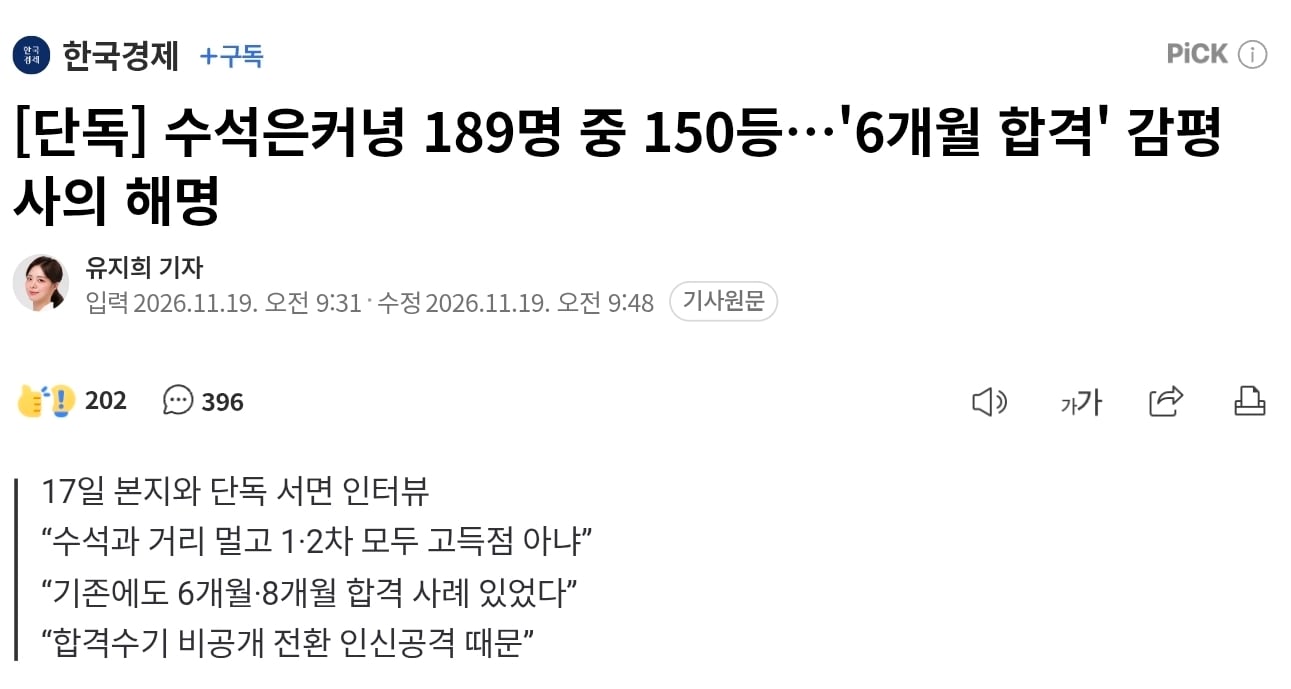 한국경제 +구독
PiCK
[단독] 수석은커녕 189명 중 150등…'6개월 합격' 감평
사의 해명
유지희 기자
입력 2026.11.19. 오전 9:31 · 수정 2026.11.19. 오전 9:48 기사원문
202 396
가가
17일 본지와 단독 서면 인터뷰
“수석과 거리 멀고 1·2차 모두 고득점 아냐”
“기존에도 6개월·8개월 합격 사례 있었다”
“합격수기 비공개 전환 인신공격 때문”